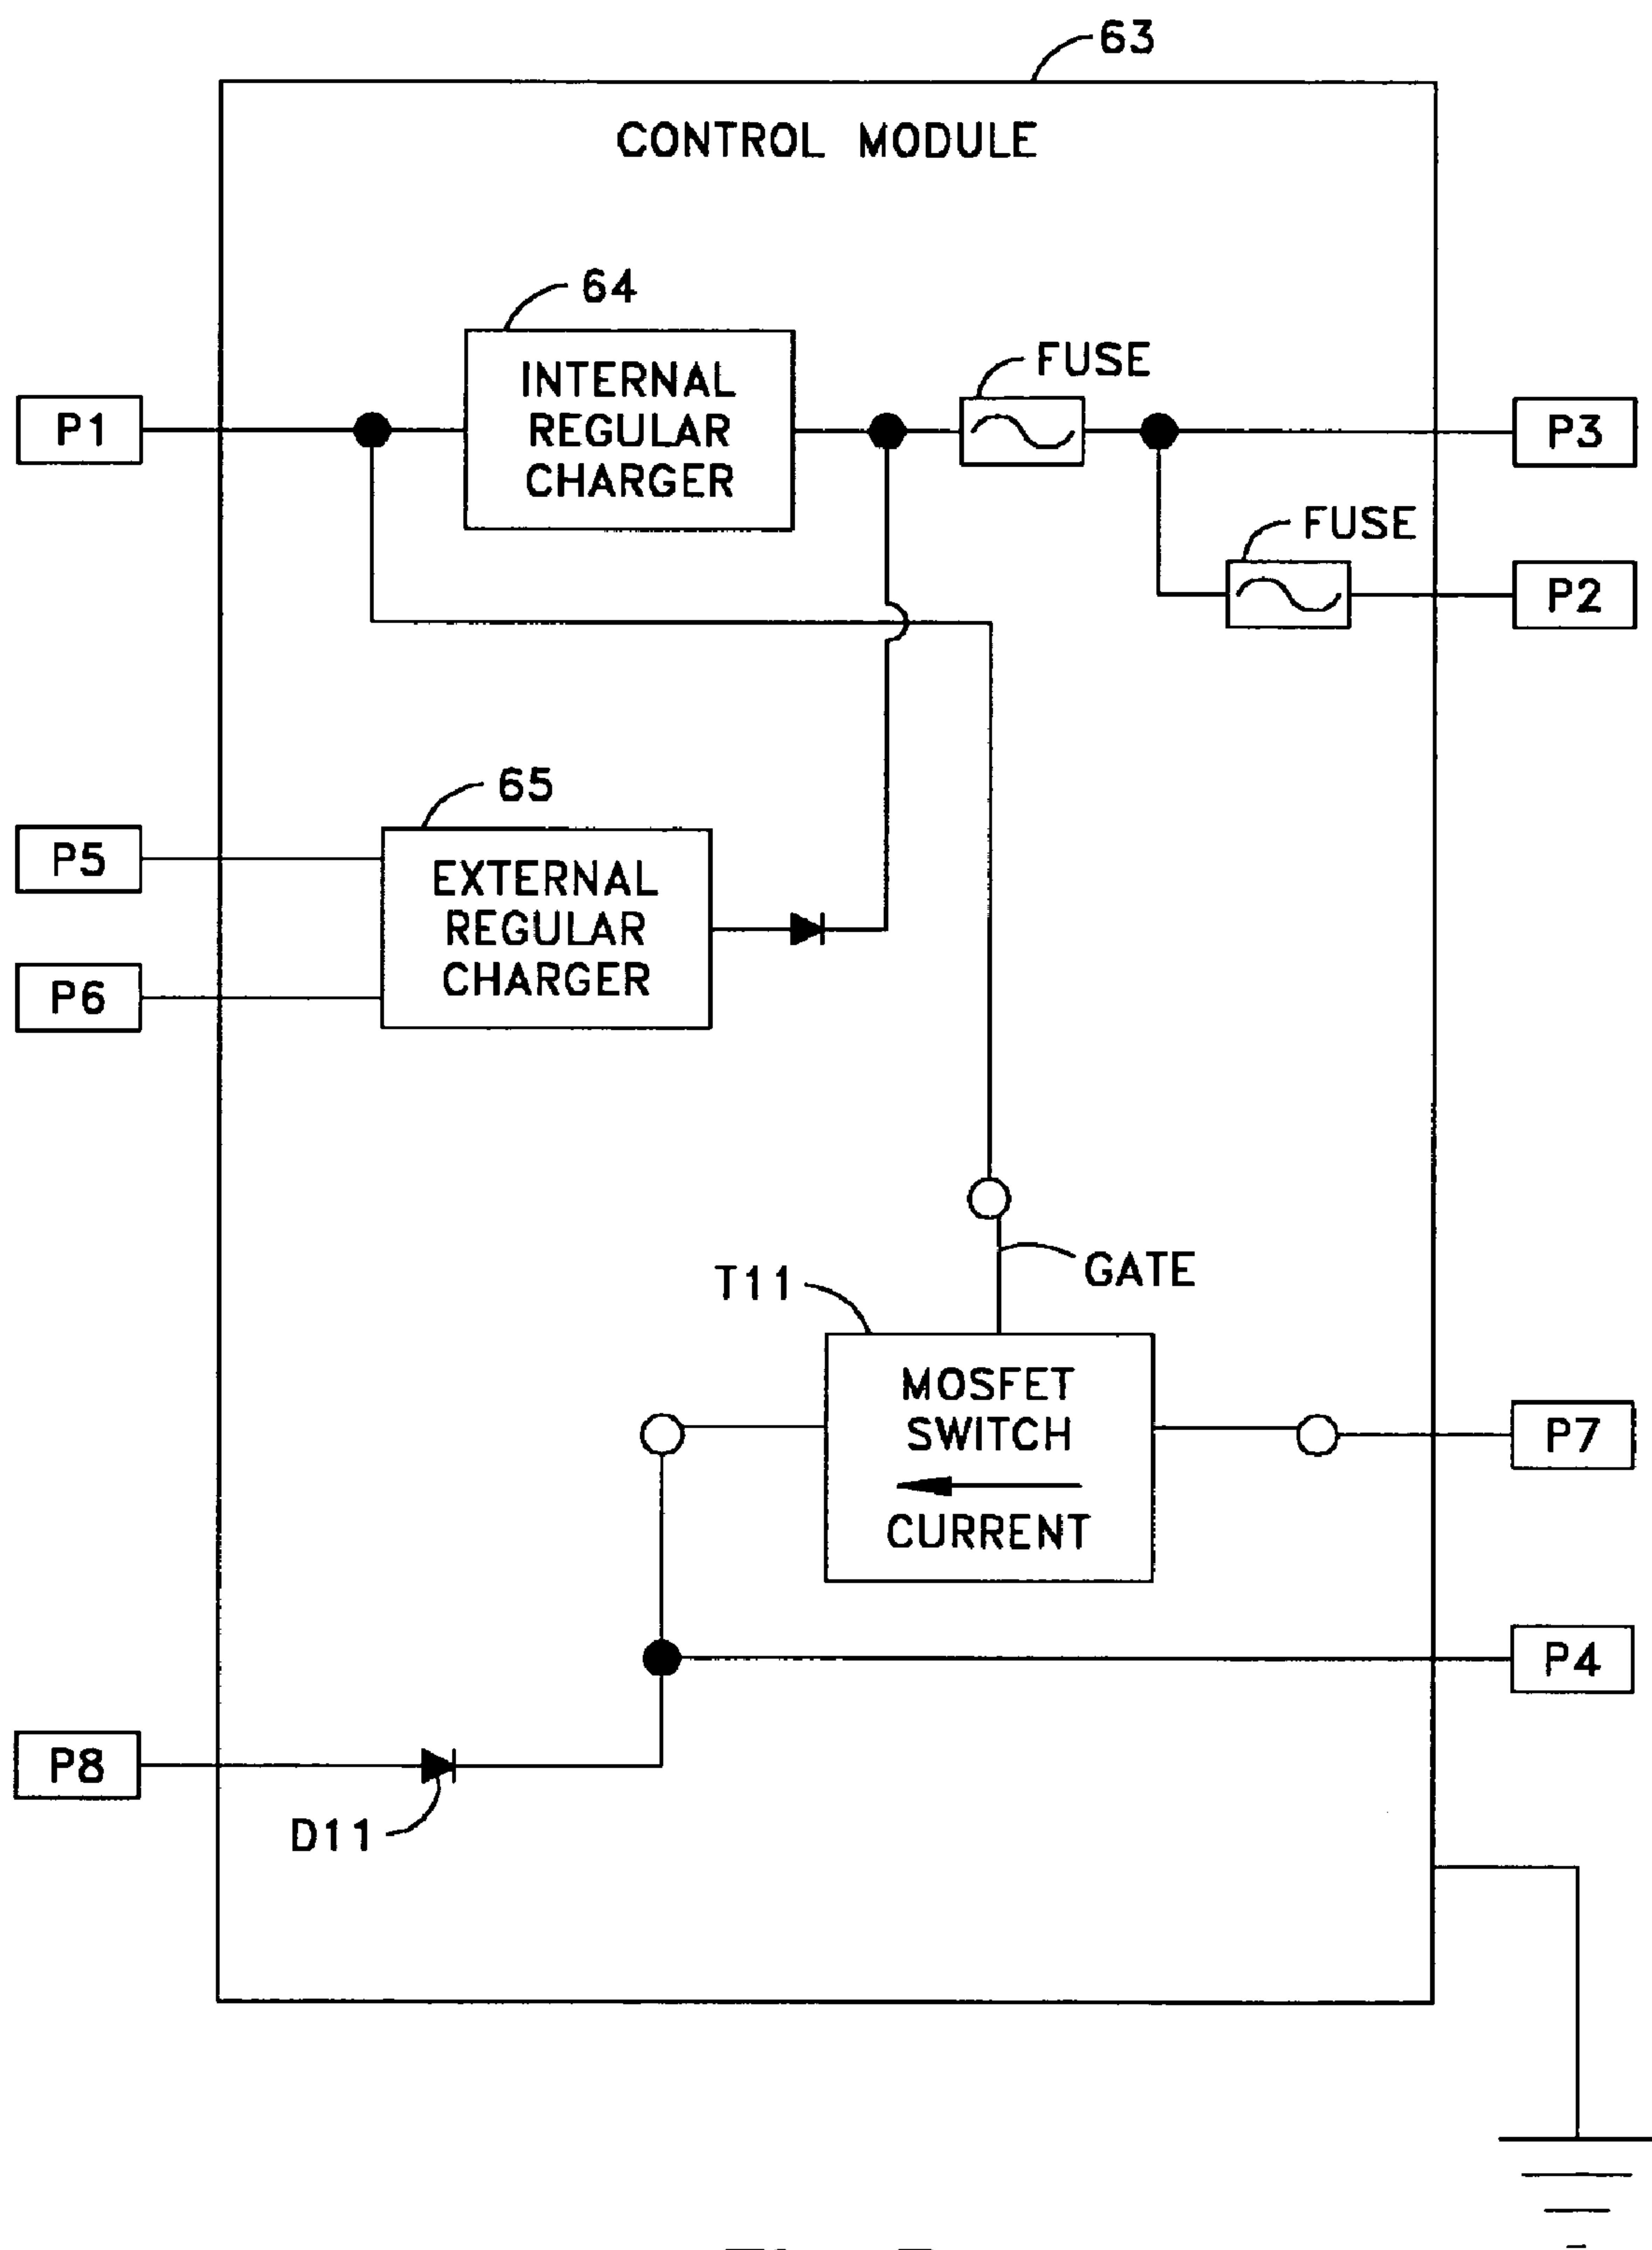 63
CONTROL MODULE
64
INTERNAL
REGULAR
CHARGER
FUSE
P1
P3
FUSE
P2
65
P5
EXTERNAL
REGULAR
CHARGER
P6
GATE
T11
MOSFET
SWITCH
CURRENT
P7
P4
P8
D11